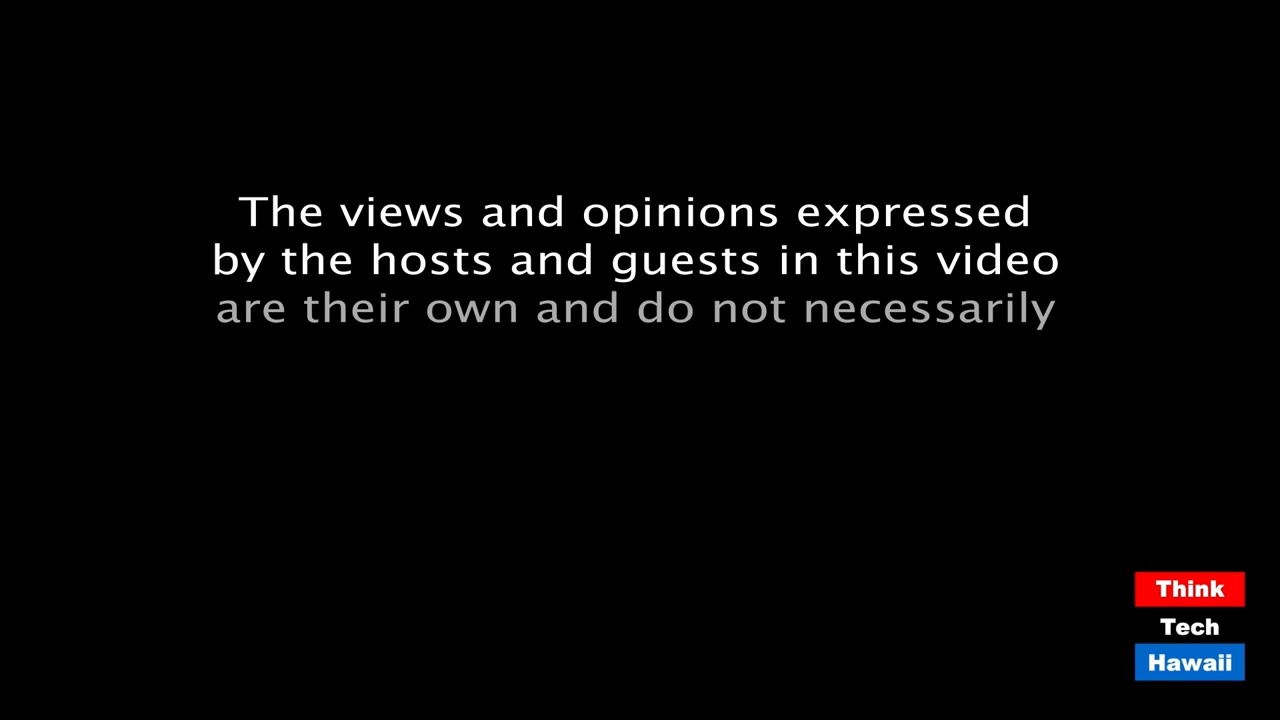 The views and opinions expressed
by the hosts and guests in this video
are their own and do not necessarily
Think
Tech
Hawaii